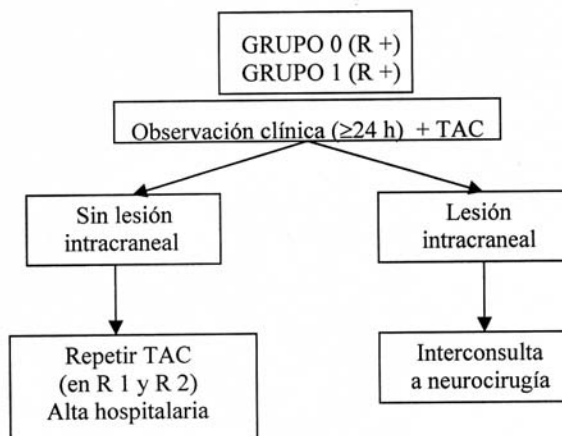 GRUPO 0 (R +)
GRUPO 1 (R +)
Observación clínica (≥24 h) + TAC
Sin lesión
intracraneal
Lesión
intracraneal
Repetir TAC
(en R 1 y R 2)
Alta hospitalaria
Interconsulta
a neurocirugía